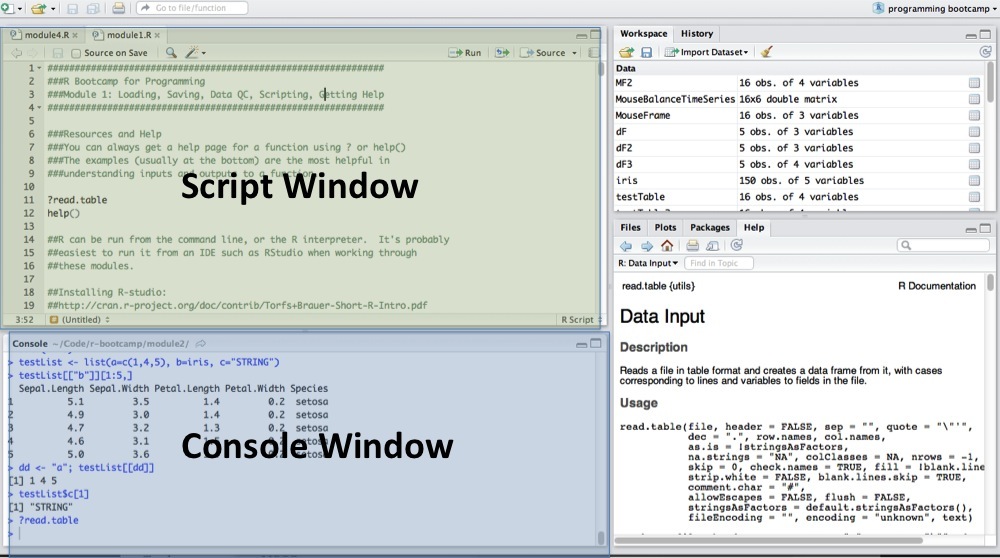 Go to file/function
programming bootcamp
module4.R
module1.R
Source on Save
Run
Source
1 ############################################################
2 ###R Bootcamp for Programming
3 ###Module 1: Loading, Saving, Data QC, Scripting, Getting Help
4 ############################################################
5
6 ###Resources and Help
7 ###You can always get a help page for a function using ? or help()
8 ###The examples (usually at the bottom) are the most helpful in
9 ###understanding inputs and outputs to a function
10
11 ?read.table
12 help()
13
14 ##R can be run from the command line, or the R interpreter.  It's probably
15 ##easiest to run it from an IDE such as RStudio when working through
16 ##these modules.
17
18 ##Installing R-studio:
19 ##http://cran.r-project.org/doc/contrib/Torfs+Brauer-Short-R-Intro.pdf
Script Window
3:52 (Untitled) R Script
Console ~/Code/r-bootcamp/module2/
> testList <- list(a=c(1,4,5), b=iris, c="STRING")
> testList[["b"]][1:5,]
Sepal.Length Sepal.Width Petal.Length Petal.Width Species
1 5.1 3.5 1.4 0.2 setosa
2 4.9 3.0 1.4 0.2 setosa
3 4.7 3.2 1.3 0.2 setosa
4 4.6 3.1 0.2 setosa
5 5.0 3.6 0.2 setosa
Console Window
> dd <- "a"; testList[[dd]]
[1] 1 4 5
> testList$c[1]
[1] "STRING"
> ?read.table
>
Workspace History
Import Dataset
Data
MF2 16 obs. of 4 variables
MouseBalanceTimeSeries 16x6 double matrix
MouseFrame 16 obs. of 3 variables
dF 5 obs. of 3 variables
dF2 5 obs. of 3 variables
dF3 5 obs. of 4 variables
iris 150 obs. of 5 variables
testTable 16 obs. of 4 variables
Files Plots Packages Help
R: Data Input Find in Topic
read.table {utils} R Documentation
Data Input
Description
Reads a file in table format and creates a data frame from it, with cases
corresponding to lines and variables to fields in the file.
Usage
read.table(file, header = FALSE, sep = "", quote = "\"'",
dec = ".", row.names, col.names,
as.is = !stringsAsFactors,
na.strings = "NA", colClasses = NA, nrows = -1,
skip = 0, check.names = TRUE, fill = !blank.line
strip.white = FALSE, blank.lines.skip = TRUE,
comment.char = "#",
allowEscapes = FALSE, flush = FALSE,
stringsAsFactors = default.stringsAsFactors(),
fileEncoding = "", encoding = "unknown", text)